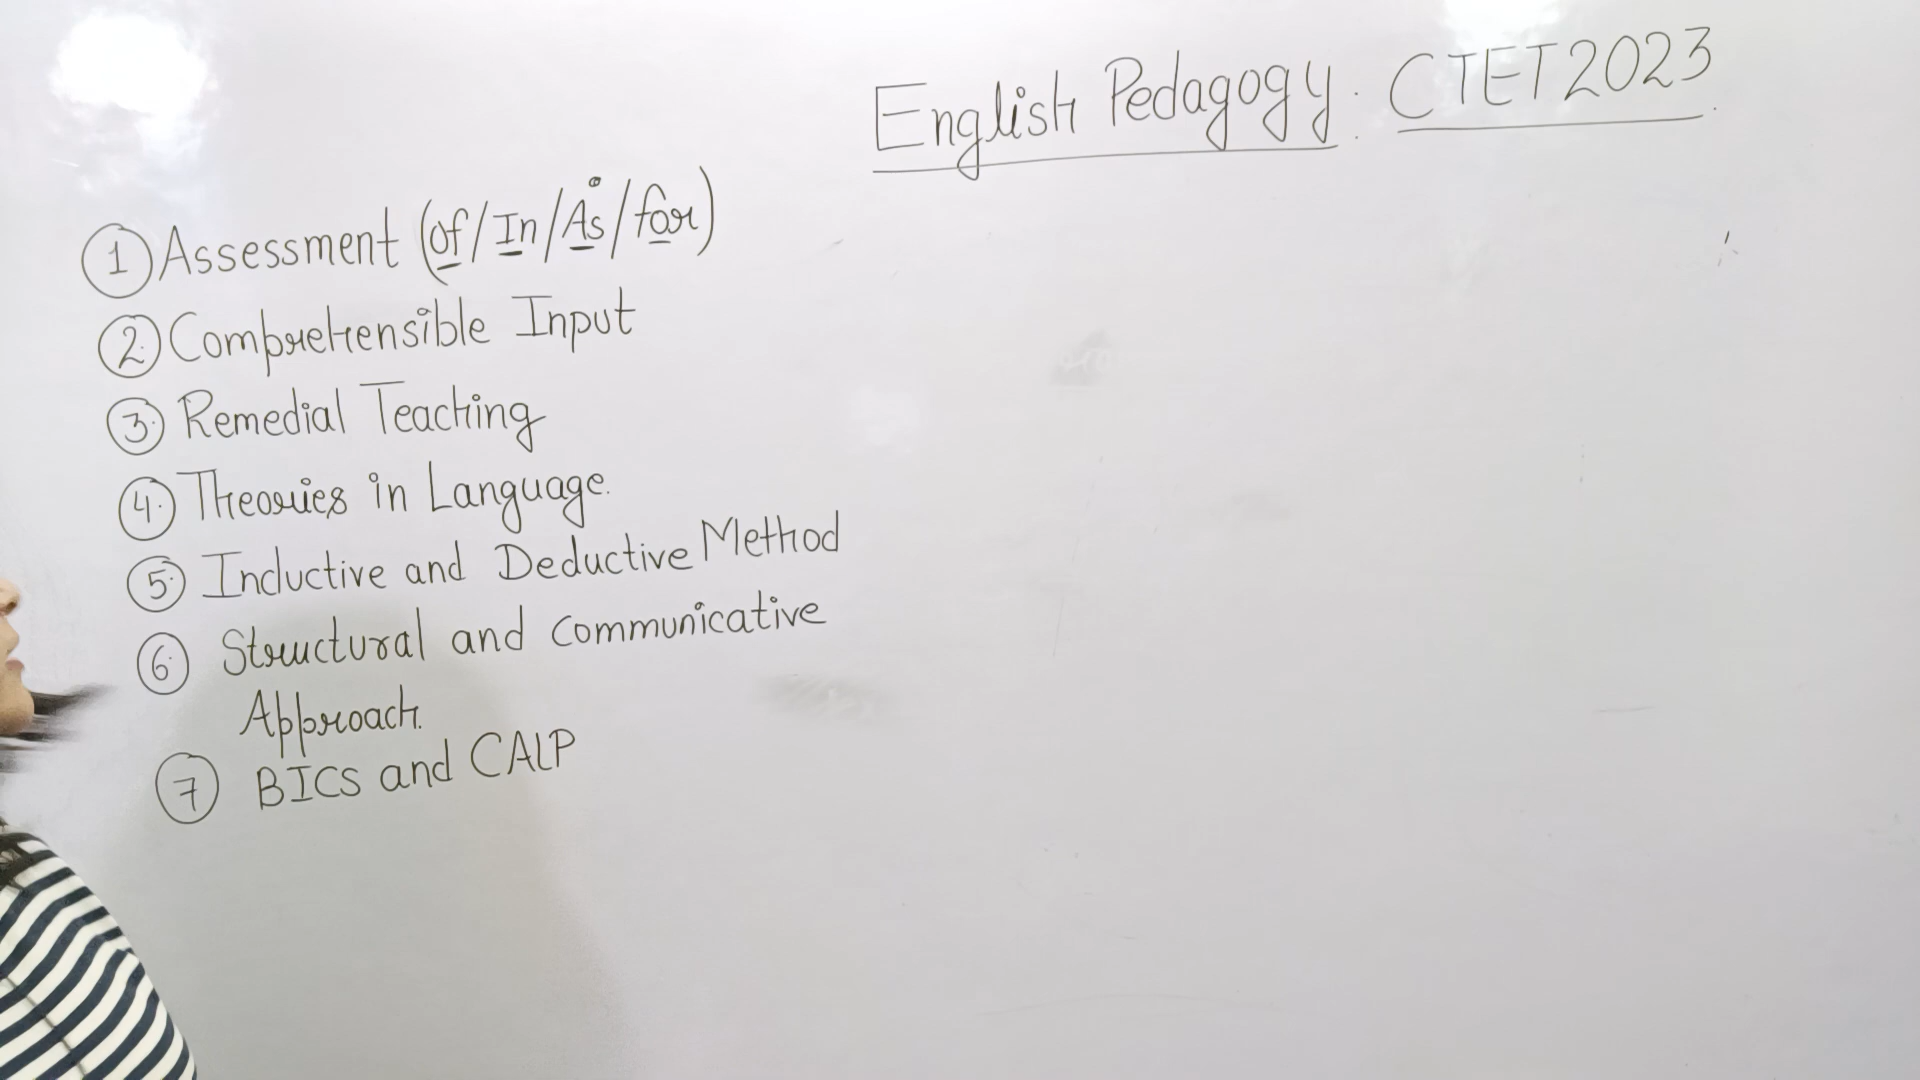 English Pedagogy : CTET 2023
1 Assessment (of/In/As/for)
2. Comprehensible Input
3. Remedial Teaching
4. Theories in Language.
5. Inductive and Deductive Method
6. Structural and communicative
Approach.
7 BICS and CALP